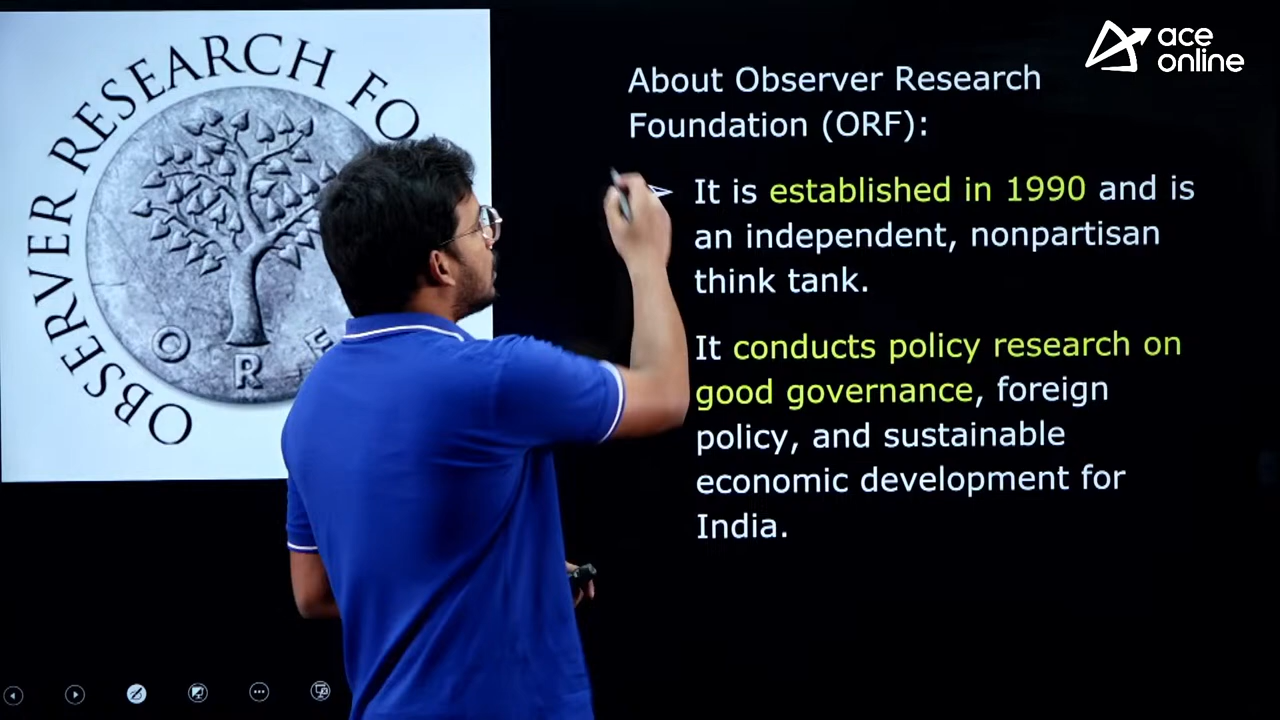 OBSERVER RESEARCH FO
O R F
ace
online
About Observer Research
Foundation (ORF):
➢ It is established in 1990 and is
an independent, nonpartisan
think tank.
It conducts policy research on
good governance, foreign
policy, and sustainable
economic development for
India.